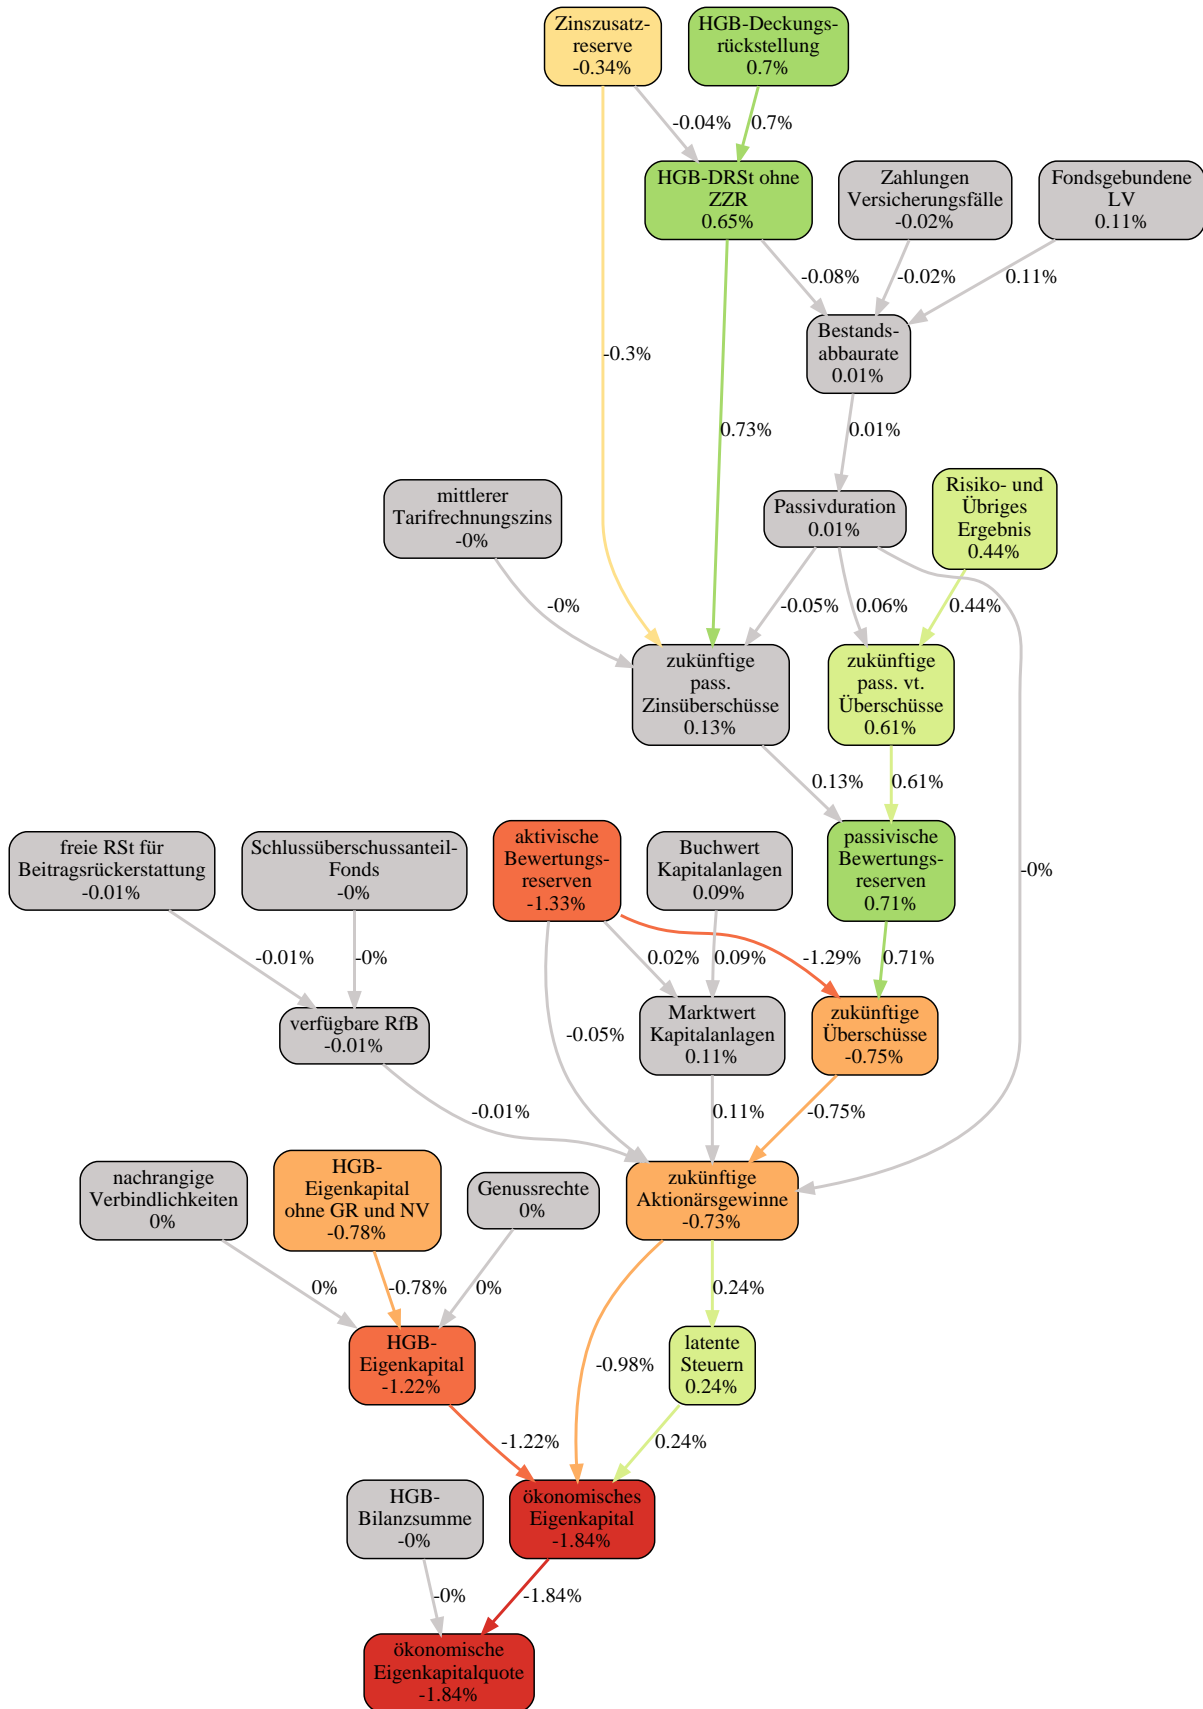 Zinszusatz-
reserve
-0.34%
HGB-Deckungs-
rückstellung
0.7%
-0.04%
0.7%
HGB-DRSt ohne
ZZR
0.65%
Zahlungen
Versicherungsfälle
-0.02%
Fondsgebundene
LV
0.11%
-0.08%
-0.02%
0.11%
Bestands-
abbaurate
0.01%
-0.3%
0.73%
0.01%
mittlerer
Tarifrechnungszins
-0%
Passivduration
0.01%
Risiko- und
Übriges
Ergebnis
0.44%
-0%
-0.05%
0.06%
0.44%
zukünftige
pass.
Zinsüberschüsse
0.13%
zukünftige
pass. vt.
Überschüsse
0.61%
0.13%
0.61%
freie RSt für
Beitragsrückerstattung
-0.01%
Schlussüberschussanteil-
Fonds
-0%
aktivische
Bewertungs-
reserven
-1.33%
Buchwert
Kapitalanlagen
0.09%
passivische
Bewertungs-
reserven
0.71%
-0%
-0.01%
-0%
0.02%
0.09%
-1.29%
0.71%
verfügbare RfB
-0.01%
-0.05%
Marktwert
Kapitalanlagen
0.11%
zukünftige
Überschüsse
-0.75%
-0.01%
0.11%
-0.75%
nachrangige
Verbindlichkeiten
0%
HGB-
Eigenkapital
ohne GR und NV
-0.78%
Genussrechte
0%
zukünftige
Aktionärsgewinne
-0.73%
0%
-0.78%
0%
0.24%
HGB-
Eigenkapital
-1.22%
-0.98%
latente
Steuern
0.24%
-1.22%
0.24%
HGB-
Bilanzsumme
-0%
ökonomisches
Eigenkapital
-1.84%
-0%
-1.84%
ökonomische
Eigenkapitalquote
-1.84%